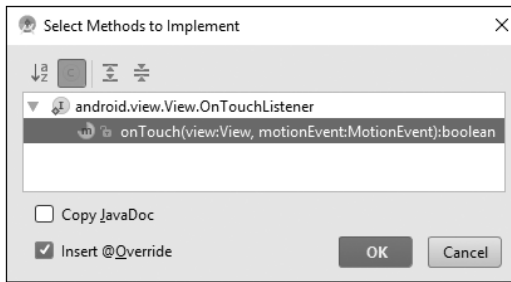 Select Methods to Implement
android.view.View.OnTouchListener
onTouch(view:View, motionEvent:MotionEvent):boolean
Copy JavaDoc
Insert @Override
OK
Cancel